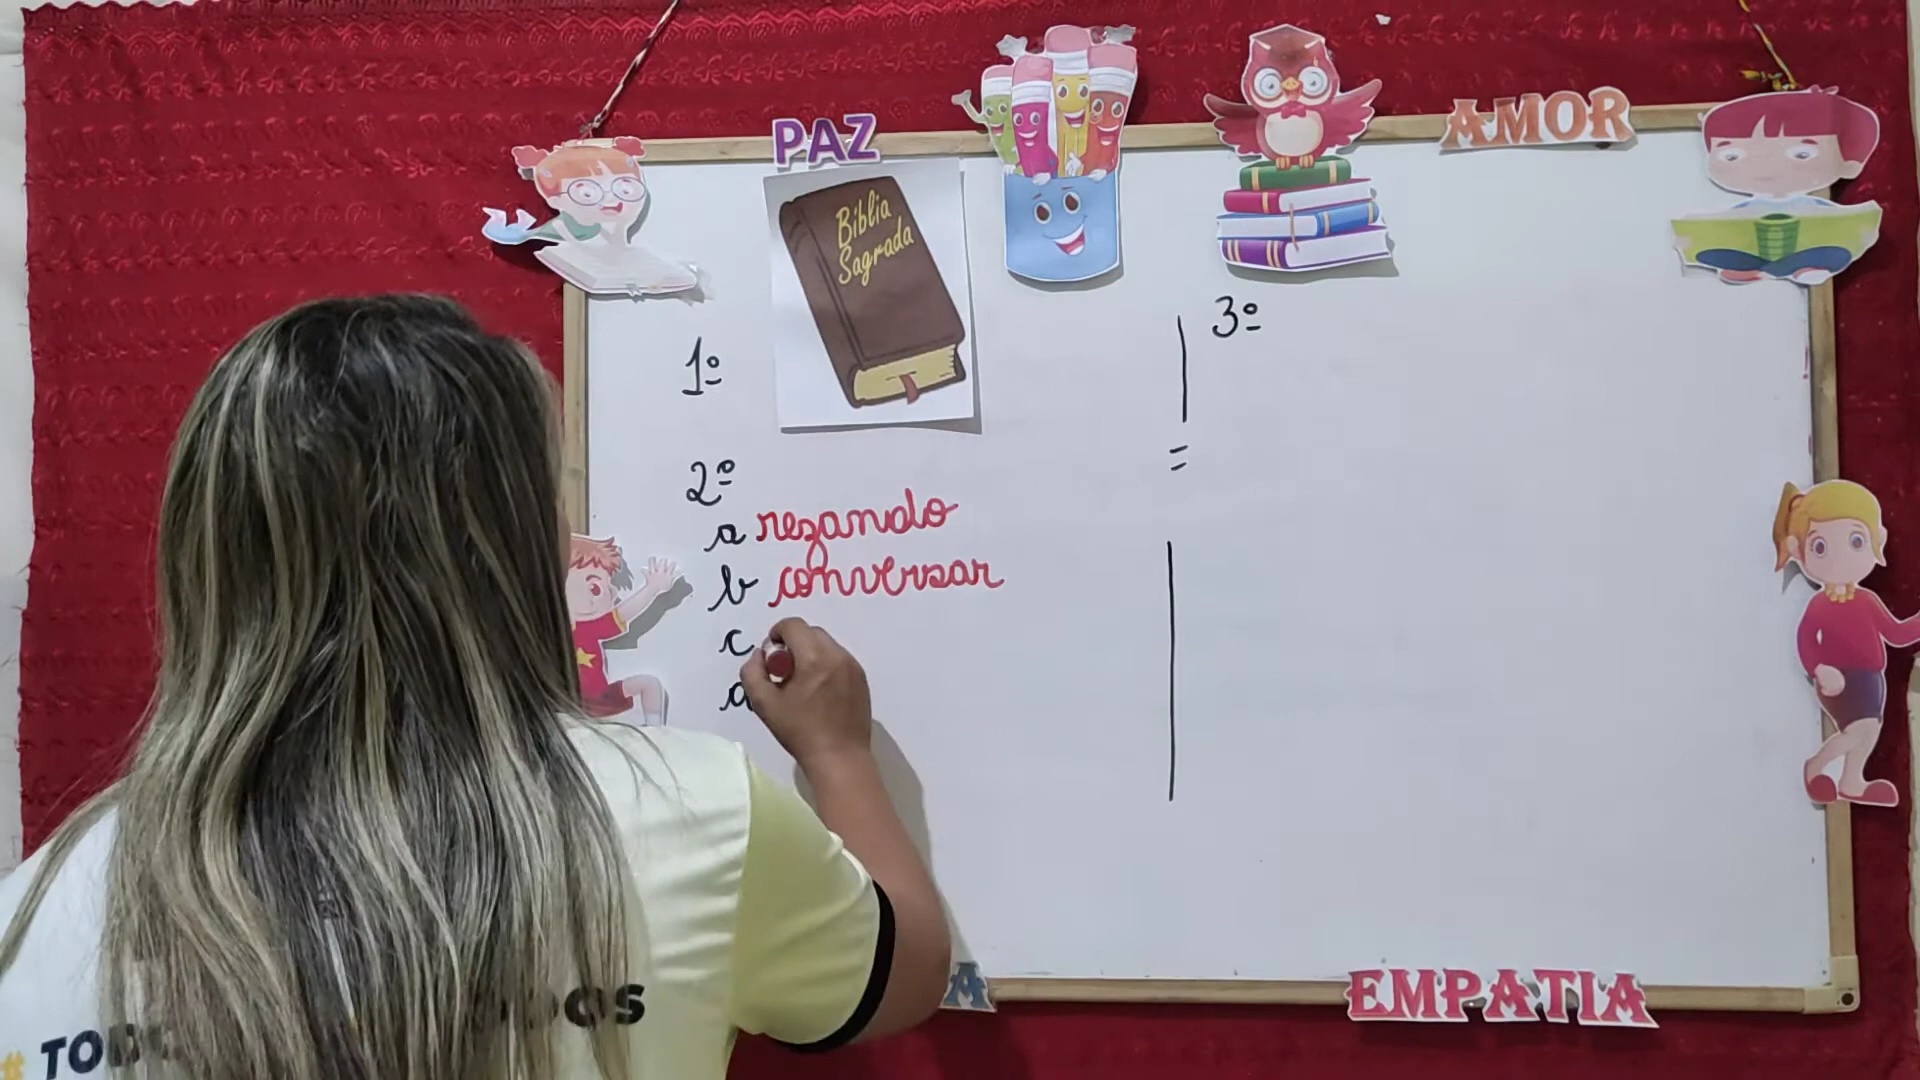 PAZ
AMOR
Bíblia
Sagrada
1º
2º
a rezando
b conversar
c
d
3º
=
EMPATIA